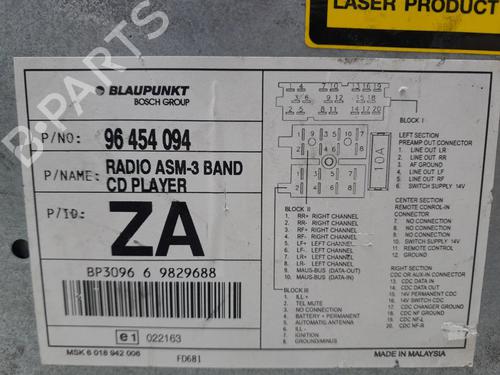 LASER PRODUCT
BLAUPUNKT
BOSCH GROUP
P/NO: 96 454 094
P/NAME: RADIO ASM-3 BAND
CD PLAYER
P/ID: ZA
BP3096 6 9829688
e1 022163
MSK 6 018 942 006
FD681
MADE IN MALAYSIA
10A
BLOCK I
LEFT SECTION
PREAMP OUT CONNECTOR
1. LINE OUT LR
2. LINE OUT RR
3. AF GROUND
4. LINE OUT LF
5. LINE OUT RF
6. SWITCH SUPPLY 14V
CENTER SECTION
REMOTE CONROL-IN
CONNECTOR
7. NO CONNECTION
8. NO CONNECTION
9. NO CONNECTION
10. SWITCH SUPPLY 14V
11. REMOTE CONTROL
12. GROUND
RIGHT SECTION
CDC OR AUX-IN CONNECTOR
13. CDC DATA IN
14. CDC DATA OUT
15. 14V PERMANENT CDC
16. 14V SWITCH CDC
17. CDC CHANGER GROUND
18. CDC NF GROUND
19. CDC NF-L
20. CDC NF-R
BLOCK II
1. RR+ RIGHT CHANNEL
2. RR- RIGHT CHANNEL
3. RF+ RIGHT CHANNEL
4. RF- RIGHT CHANNEL
5. LF+ LEFT CHANNEL
6. LF- LEFT CHANNEL
7. LR+ LEFT CHANNEL
8. LR- LEFT CHANNEL
9. MAUS-BUS (DATA-OUT)
10. MAUS-BUS (DATA-IN)
BLOCK III
1. ILL+
2. TEL MUTE
3. NO CONNECTION
4. BATTERY + PERMANENT
5. AUTOMATIC ANTENNA
6. ILL -
7. IGNITION
8. GROUND/MINUS
B-PARTS